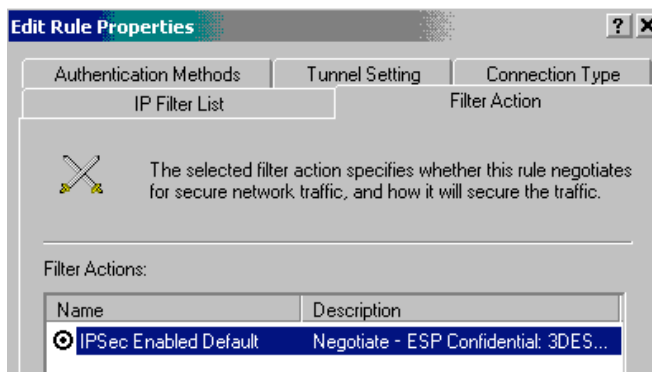 Edit Rule Properties
Authentication Methods Tunnel Setting Connection Type
IP Filter List Filter Action
The selected filter action specifies whether this rule negotiates
for secure network traffic, and how it will secure the traffic.
Filter Actions:
Name Description
IPSec Enabled Default Negotiate - ESP Confidential: 3DES...